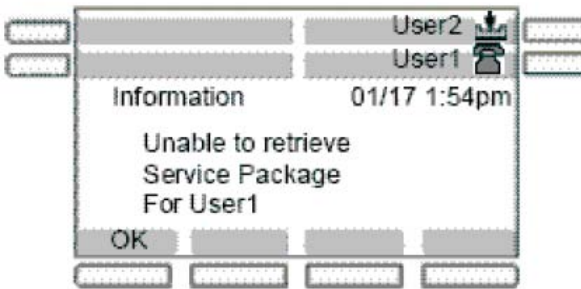 User2
User1
Information 01/17 1:54pm
Unable to retrieve
Service Package
For User1
OK